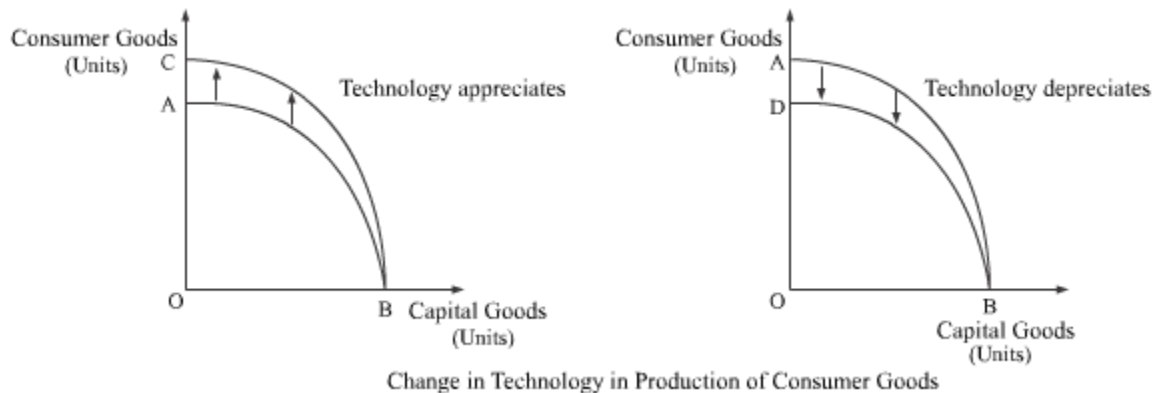 Consumer Goods
(Units)
C
A
Technology appreciates
O
B
Capital Goods
(Units)
Consumer Goods
(Units)
A
D
Technology depreciates
O
B
Capital Goods
(Units)
Change in Technology in Production of Consumer Goods